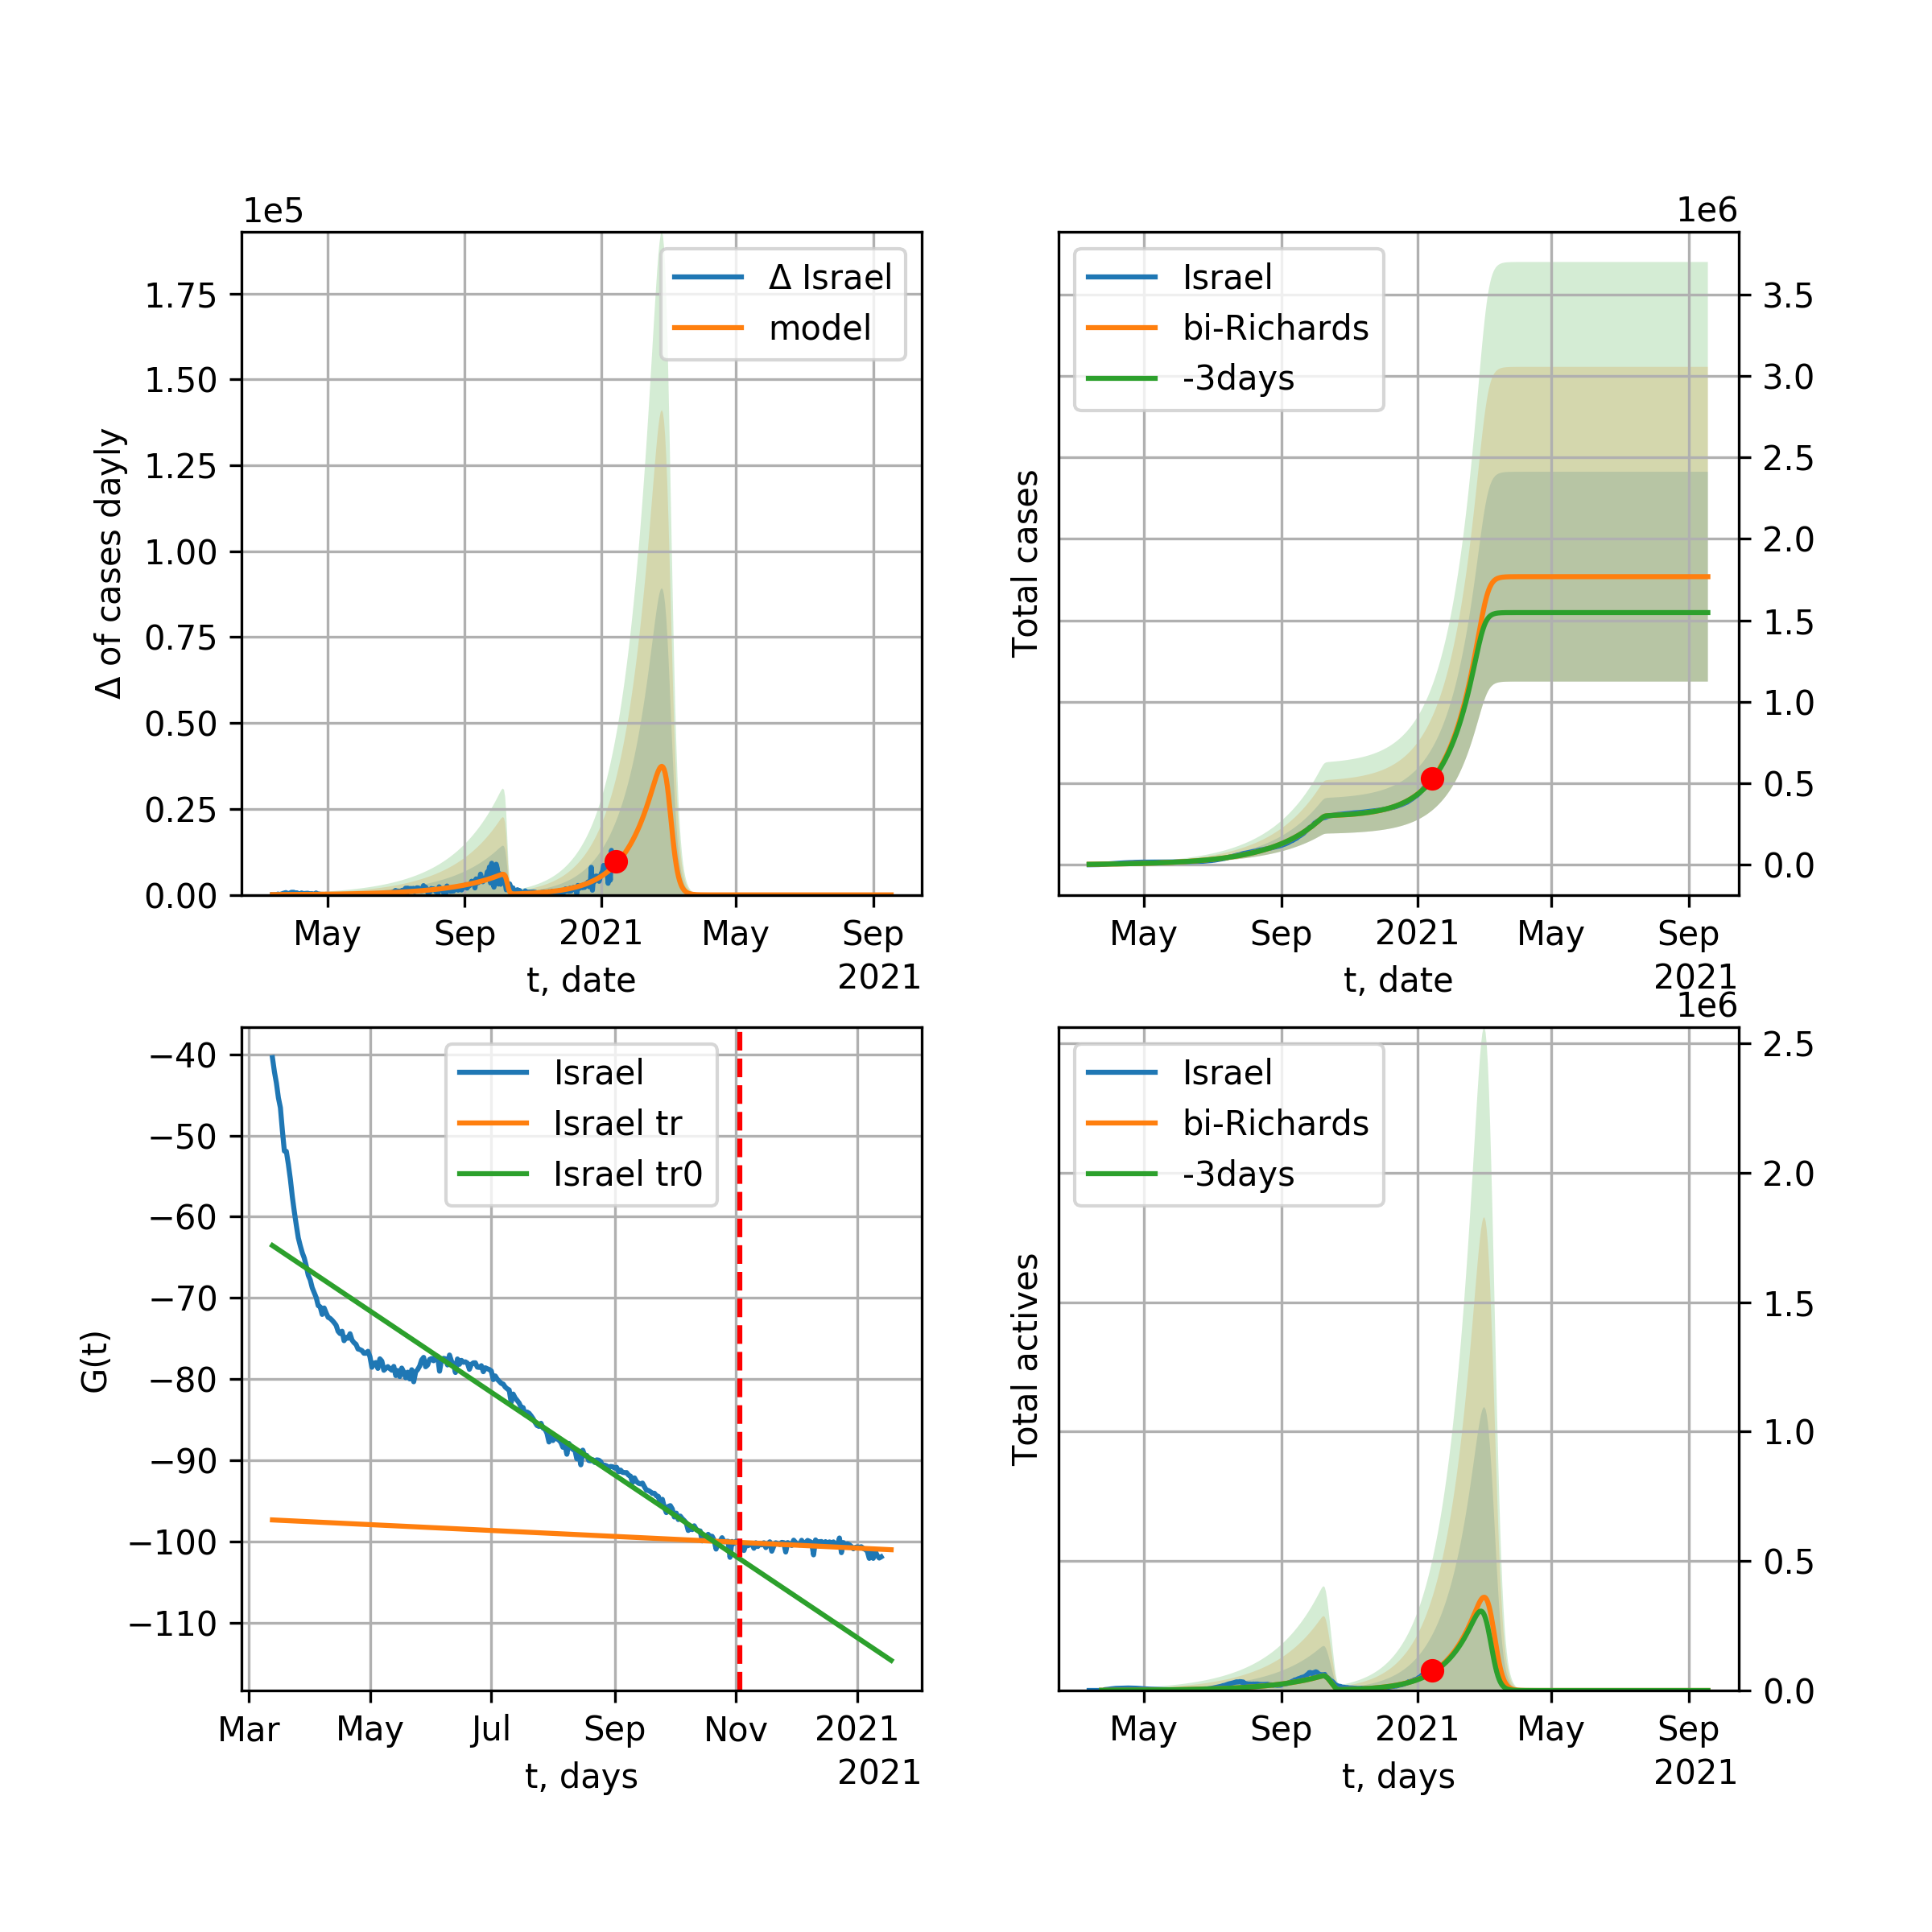 1e5
Δ of cases dayly
1.75
1.50
1.25
1.00
0.75
0.50
0.25
0.00
Δ Israel
model
May Sep 2021 May Sep
2021
t, date
1e6
Total cases
Israel
bi-Richards
-3days
3.5
3.0
2.5
2.0
1.5
1.0
0.5
0.0
May Sep 2021 May Sep
2021
t, date
G(t)
−40
−50
−60
−70
−80
−90
−100
−110
Israel
Israel tr
Israel tr0
Mar May Jul Sep Nov 2021
2021
t, days
1e6
Total actives
Israel
bi-Richards
-3days
2.5
2.0
1.5
1.0
0.5
0.0
May Sep 2021 May Sep
2021
t, days